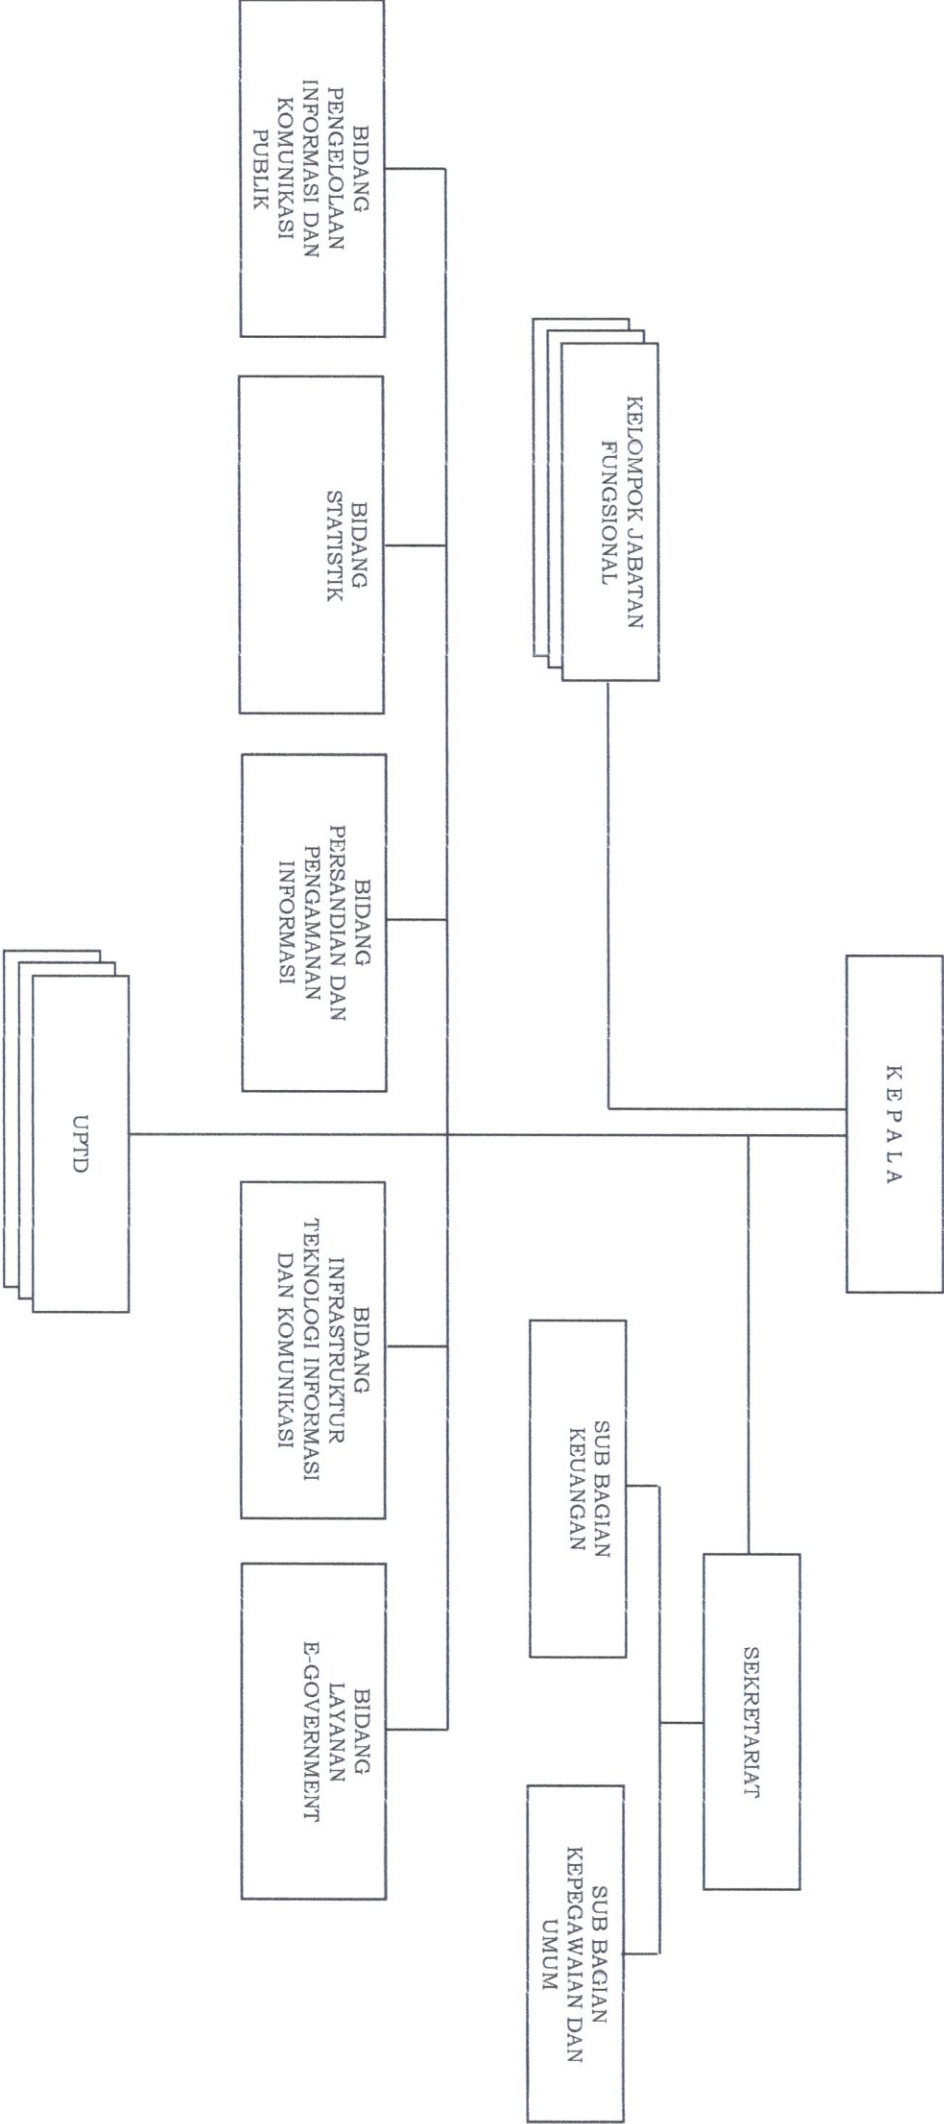 K E P A L A
SEKRETARIAT
KELOMPOK JABATAN
FUNGSIONAL
SUB BAGIAN
KEUANGAN
SUB BAGIAN
KEPEGAWAIAN DAN
UMUM
BIDANG
PENGELOLAAN
INFORMASI DAN
KOMUNIKASI
PUBLIK
BIDANG
STATISTIK
BIDANG
PERSANDIAN DAN
PENGAMANAN
INFORMASI
BIDANG
INFRASTRUKTUR
TEKNOLOGI INFORMASI
DAN KOMUNIKASI
BIDANG
LAYANAN
E-GOVERNMENT
UPTD